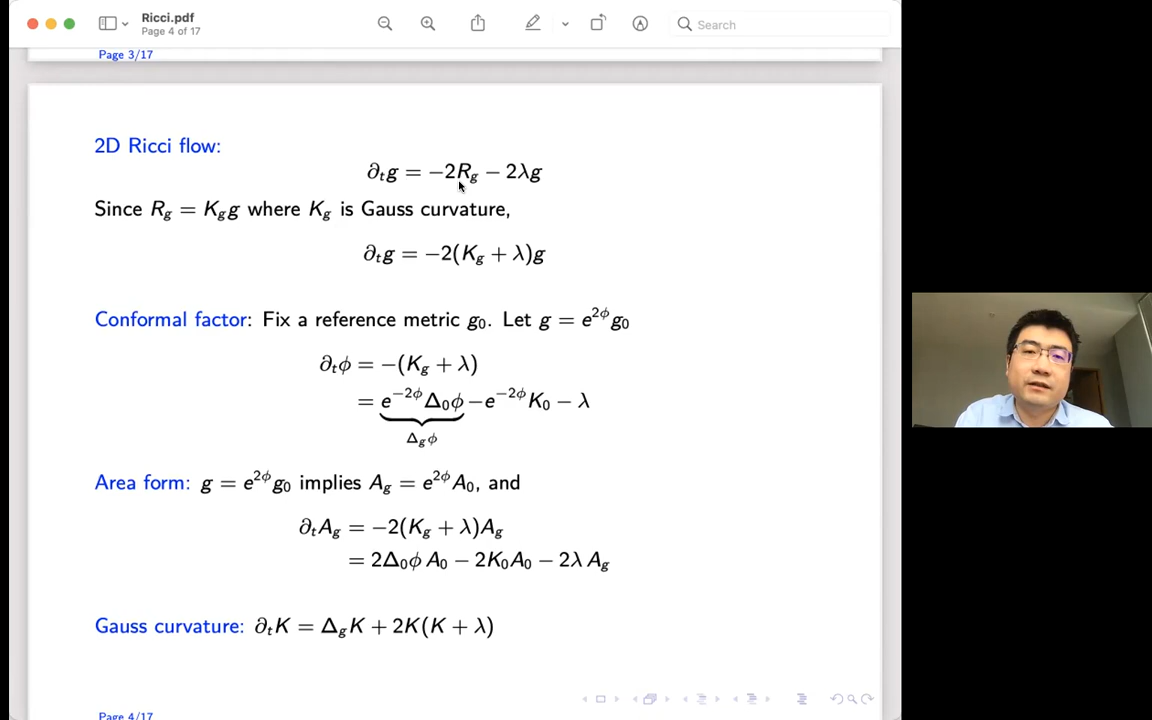 Ricci.pdf
Page 4 of 17
Search
Page 3/17
2D Ricci flow:
∂ₜg = −2R_g − 2λg
Since R_g = K_g g where K_g is Gauss curvature,
∂ₜg = −2(K_g + λ)g
Conformal factor: Fix a reference metric g₀. Let g = e^{2ϕ}g₀
∂ₜϕ = −(K_g + λ)
= e^{−2ϕ}Δ₀ϕ −e^{−2ϕ}K₀ − λ
Δ_gϕ
Area form: g = e^{2ϕ}g₀ implies A_g = e^{2ϕ}A₀, and
∂ₜA_g = −2(K_g + λ)A_g
= 2Δ₀ϕ A₀ − 2K₀A₀ − 2λ A_g
Gauss curvature: ∂ₜK = Δ_gK + 2K(K + λ)
Page 4/17